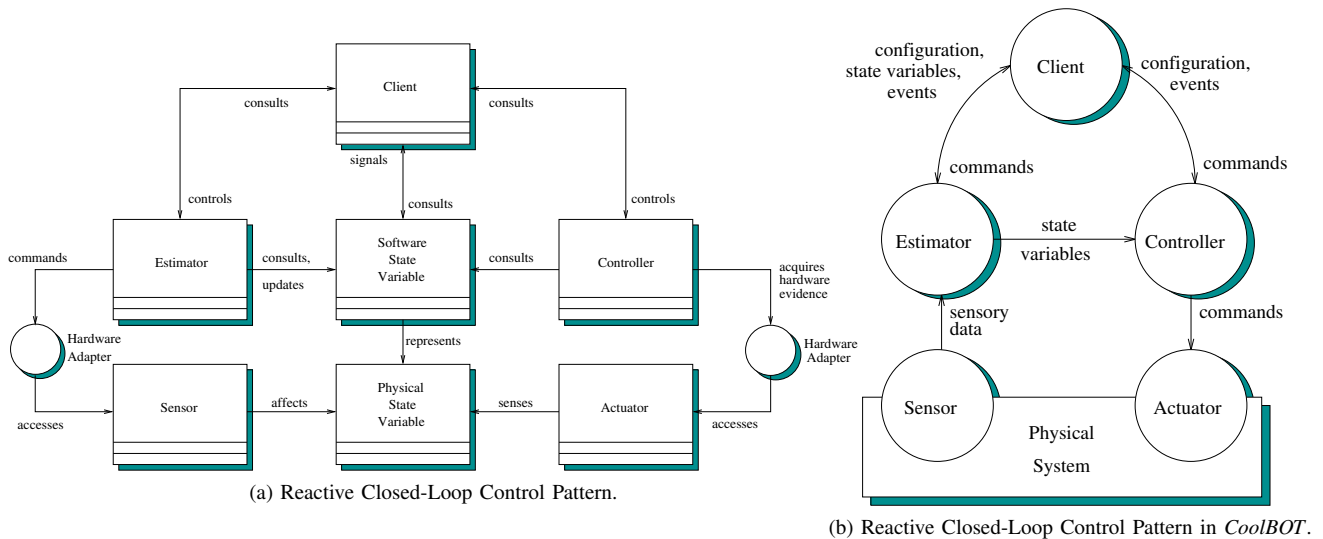 Client
consults
consults
signals
controls
consults
controls
commands
Estimator
consults,
updates
Software
State
Variable
consults
Controller
acquires
hardware
evidence
Hardware
Adapter
represents
Hardware
Adapter
accesses
Sensor
affects
Physical
State
Variable
senses
Actuator
accesses
(a) Reactive Closed-Loop Control Pattern.
configuration,
state variables,
events
Client
configuration,
events
commands
commands
Estimator
state
variables
Controller
sensory
data
commands
Sensor
Physical
System
Actuator
(b) Reactive Closed-Loop Control Pattern in CoolBOT.